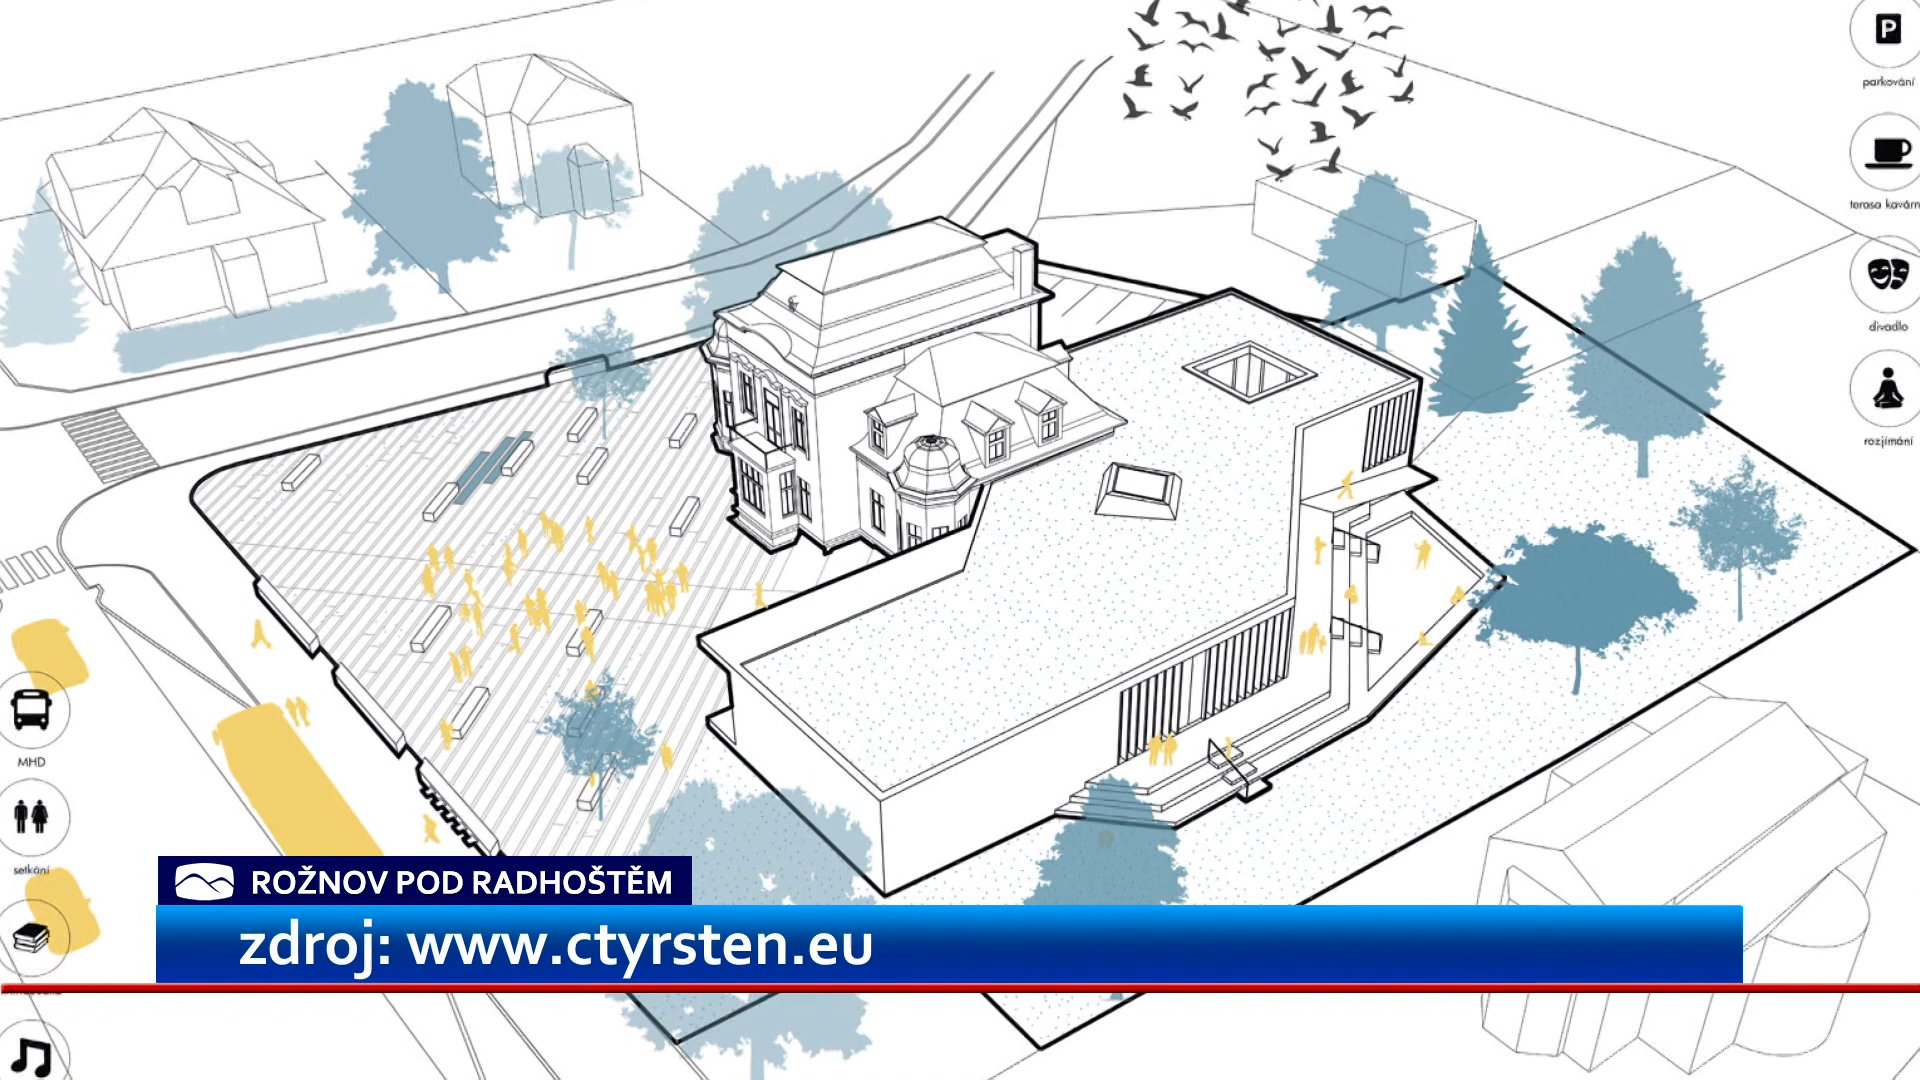 P
parkování
terasa kavárn
divadlo
rozjímání
MHD
setkání
ROŽNOV POD RADHOŠTĚM
zdroj: www.ctyrsten.eu